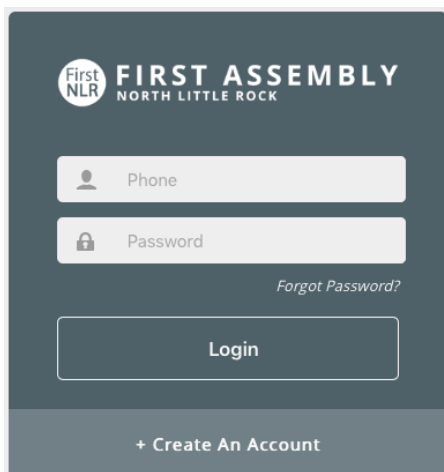 First
NLR
FIRST ASSEMBLY
NORTH LITTLE ROCK
Phone
Password
Forgot Password?
Login
+ Create An Account